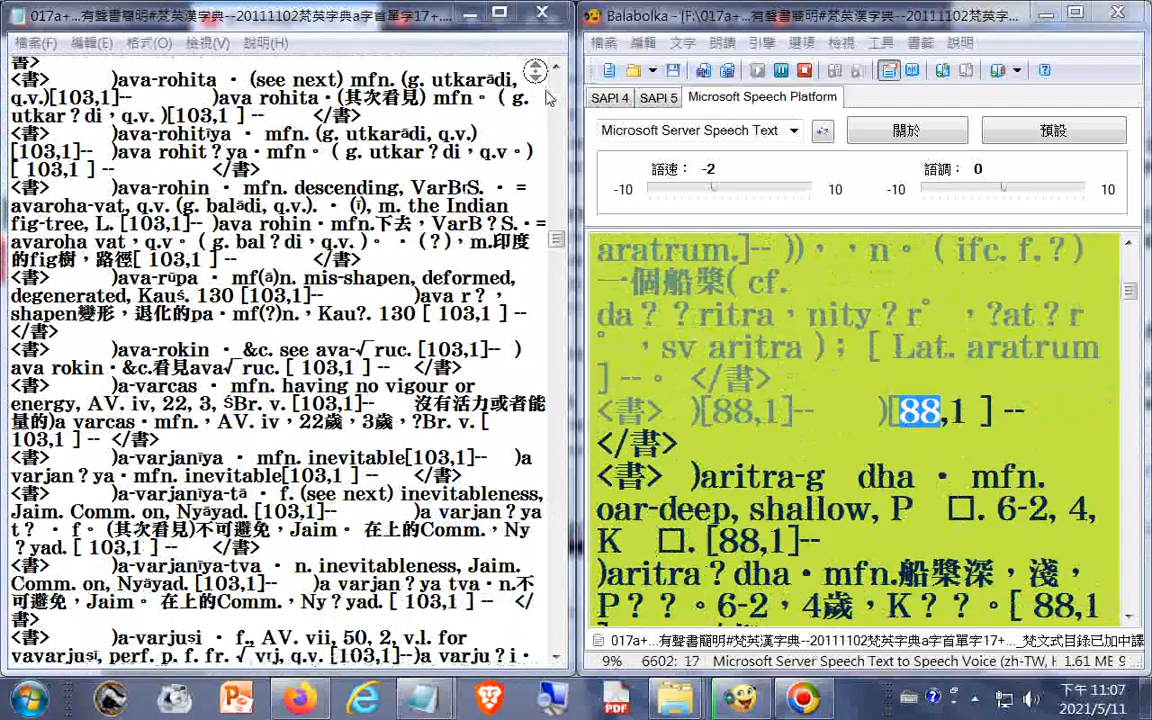 017a+...有聲書簡明#梵英漢字典--20111102梵英字典a字首單字17+...
檔案(F) 編輯(E) 格式(O) 檢視(V) 說明(H)
書>
<書> )ava-rohita · (see next) mfn. (g. utkarādi,
q.v.)[103,1]-- )ava rohita·(其次看見) mfn。( g.
utkar？di，q.v. )[103,1 ] -- </書>
<書> )ava-rohitīya · mfn. (g. utkarādi, q.v.)
[103,1]-- )ava rohit？ya·mfn。( g. utkar？di，q.v。)
[ 103,1 ] -- </書>
<書> )ava-rohin · mfn. descending, VarBṛS. · =
avaroha-vat, q.v. (g. balādi, q.v.). · (ī), m. the Indian
fig-tree, L. [103,1]-- )ava rohin·mfn.下去，VarB？S.·=
avaroha vat，q.v。( g. bal？di，q.v. )。·(？)，m.印度
的fig樹，路徑[ 103,1 ] -- </書>
<書> )ava-rūpa · mf(ā)n. mis-shapen, deformed,
degenerated, Kauś. 130 [103,1]-- )ava r？，
shapen變形，退化的pa·mf(?)n.，Kau?. 130 [ 103,1 ] --
</書>
<書> )ava-rokin · &c. see ava-√ruc. [103,1]-- )
ava rokin·&c.看見ava√ruc. [ 103,1 ] -- </書>
<書> )a-varcas · mfn. having no vigour or
energy, AV. iv, 22, 3, ŚBr. v. [103,1]-- 沒有活力或者能
量的)a varcas·mfn.，AV. iv，22歲，3歲，?Br. v. [
103,1 ] -- </書>
<書> )a-varjanīya · mfn. inevitable[103,1]-- )a
varjan？ya·mfn. inevitable[103,1 ] -- </書>
<書> )a-varjanīya-tā · f. (see next) inevitableness,
Jaim. Comm. on, Nyāyad. [103,1]-- )a varjan？ya
t？ · f。(其次看見)不可避免，Jaim。 在上的Comm.，Ny
？yad. [ 103,1 ] -- </書>
<書> )a-varjanīya-tva · n. inevitableness, Jaim.
Comm. on, Nyāyad. [103,1]-- )a varjan？ya tva·n.不
可避免，Jaim。 在上的Comm.，Ny？yad. [ 103,1 ] -- </
書>
<書> )a-varjuṣi · f., AV. vii, 50, 2, v.l. for
vavarjuṣi, perf. p. f. fr. √vṛj, q.v. [103,1]--)a varju？i·
Balabolka - [F:\017a+...有聲書簡明#梵英漢字典--20111102梵英字...
檔案 編輯 文字 朗讀 引擎 選項 檢視 工具 書籤 說明
SAPI 4 SAPI 5 Microsoft Speech Platform
Microsoft Server Speech Text 關於 預設
語速： -2 語調： 0
-10 10 -10 10
aratrum.]-- ))，·，n。( ifc. f.？)
一個船槳( cf.
da？？ritra，nity？r° ，?at？r
° ，sv aritra )；[ Lat. aratrum
] --。 </書>
<書> )[88,1]-- )[88,1 ] --
</書>
<書> )aritra-g dha · mfn.
oar-deep, shallow, P □. 6-2, 4,
K □. [88,1]--
)aritra？dha·mfn.船槳深，淺，
P？？。6-2，4歲，K？？。[ 88,1
017a+...有聲書簡明#梵英漢字典--20111102梵英字典a字首單字17+..._梵文式目錄已加中譯
9% 6602: 17 Microsoft Server Speech Text to Speech Voice (zh-TW, H 1.61 MB
下午 11:07
2021/5/11